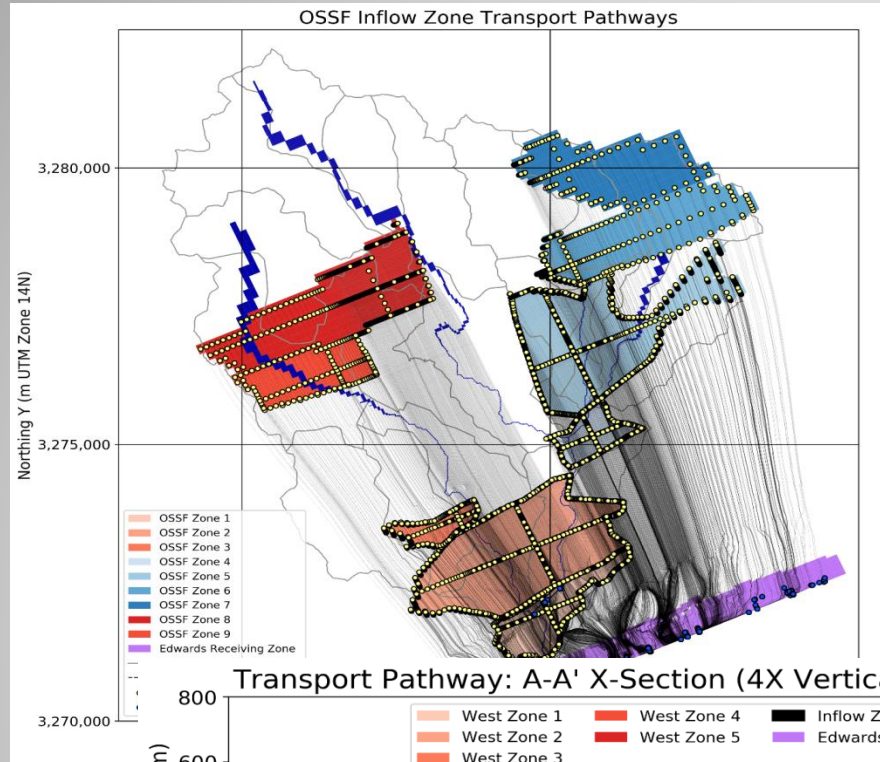 OSSF Inflow Zone Transport Pathways
3,280,000
Northing Y (m UTM Zone 14N)
3,275,000
OSSF Zone 1
OSSF Zone 2
OSSF Zone 3
OSSF Zone 4
OSSF Zone 5
OSSF Zone 6
OSSF Zone 7
OSSF Zone 8
OSSF Zone 9
Edwards Receiving Zone
3,270,000
Transport Pathway: A-A' X-Section (4X Vertica
800
West Zone 1 West Zone 4 Inflow Z
West Zone 2 West Zone 5 Edwards
West Zone 3
600
m)